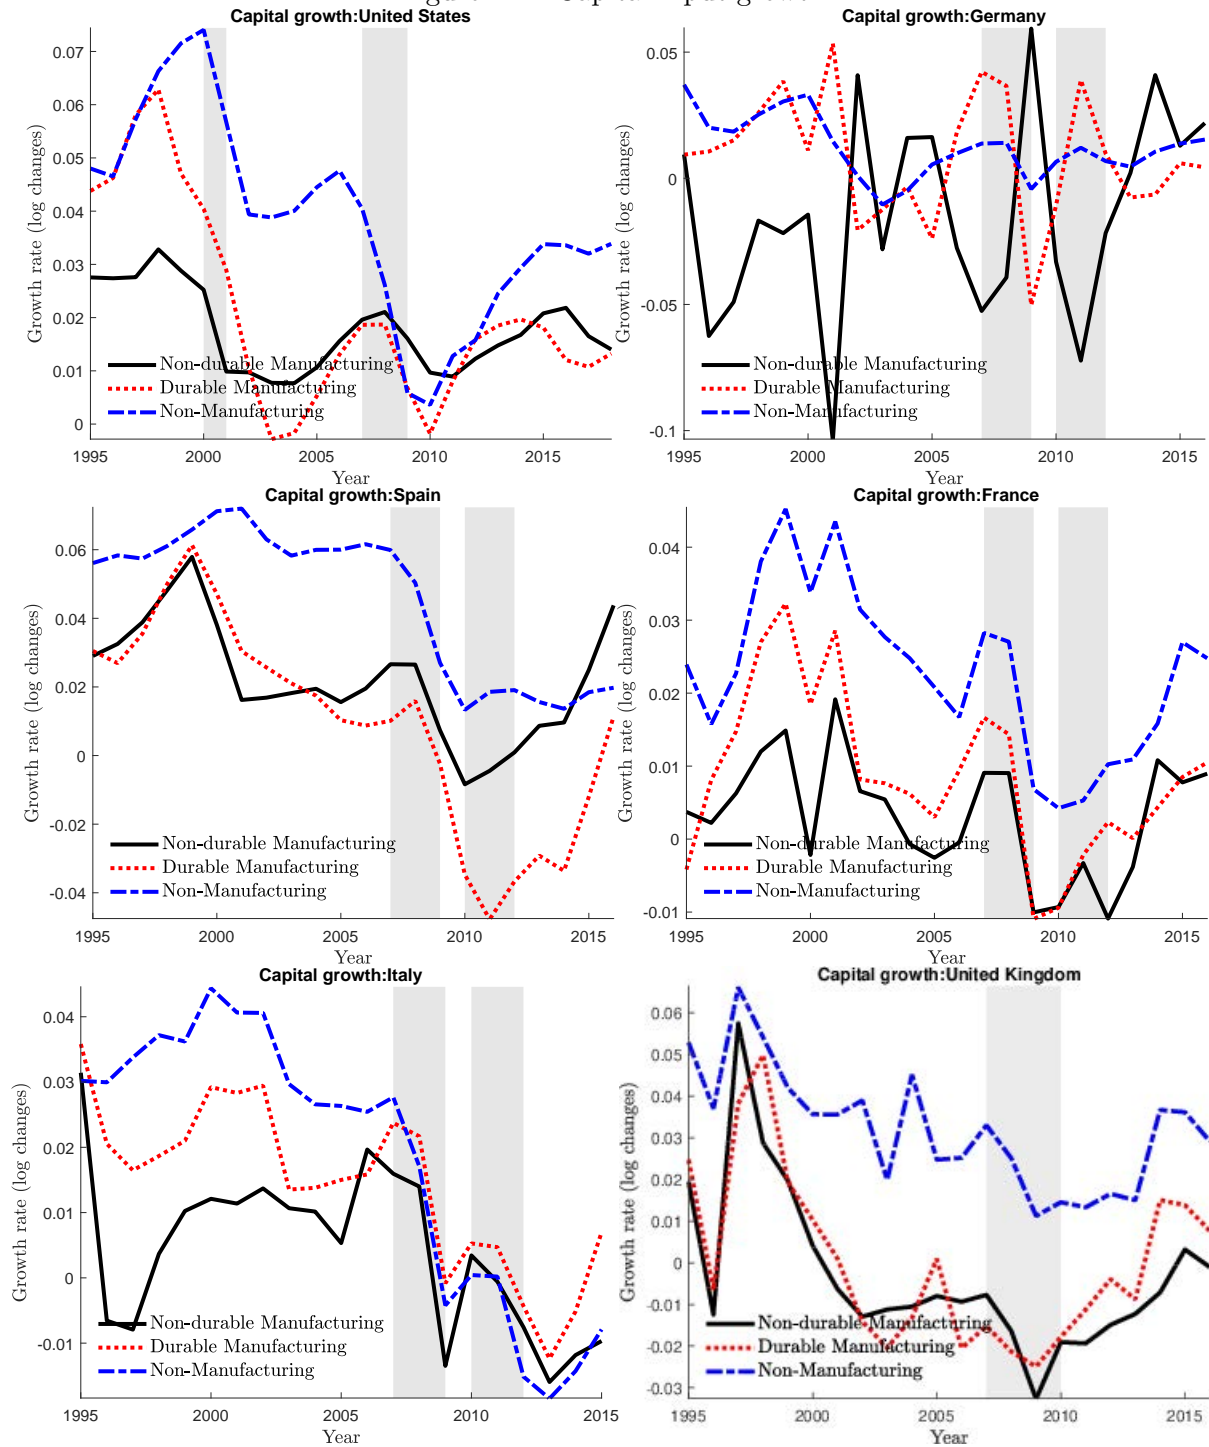 Capital growth:United States
Growth rate (log changes)
0.07
0.06
0.05
0.04
0.03
0.02
0.01
0
Non-durable Manufacturing
Durable Manufacturing
Non-Manufacturing
1995 2000 2005 2010 2015
Year
Capital growth:Germany
Growth rate (log changes)
0.05
0
-0.05
-0.1
Non-durable Manufacturing
Durable Manufacturing
Non-Manufacturing
1995 2000 2005 2010 2015
Year
Capital growth:Spain
Growth rate (log changes)
0.06
0.04
0.02
0
-0.02
-0.04
Non-durable Manufacturing
Durable Manufacturing
Non-Manufacturing
1995 2000 2005 2010 2015
Year
Capital growth:France
Growth rate (log changes)
0.04
0.03
0.02
0.01
0
-0.01
Non-durable Manufacturing
Durable Manufacturing
Non-Manufacturing
1995 2000 2005 2010 2015
Year
Capital growth:Italy
Growth rate (log changes)
0.04
0.03
0.02
0.01
0
-0.01
Non-durable Manufacturing
Durable Manufacturing
Non-Manufacturing
1995 2000 2005 2010 2015
Year
Capital growth:United Kingdom
Growth rate (log changes)
0.06
0.05
0.04
0.03
0.02
0.01
0
-0.01
-0.02
-0.03
Non-durable Manufacturing
Durable Manufacturing
Non-Manufacturing
1995 2000 2005 2010 2015
Year